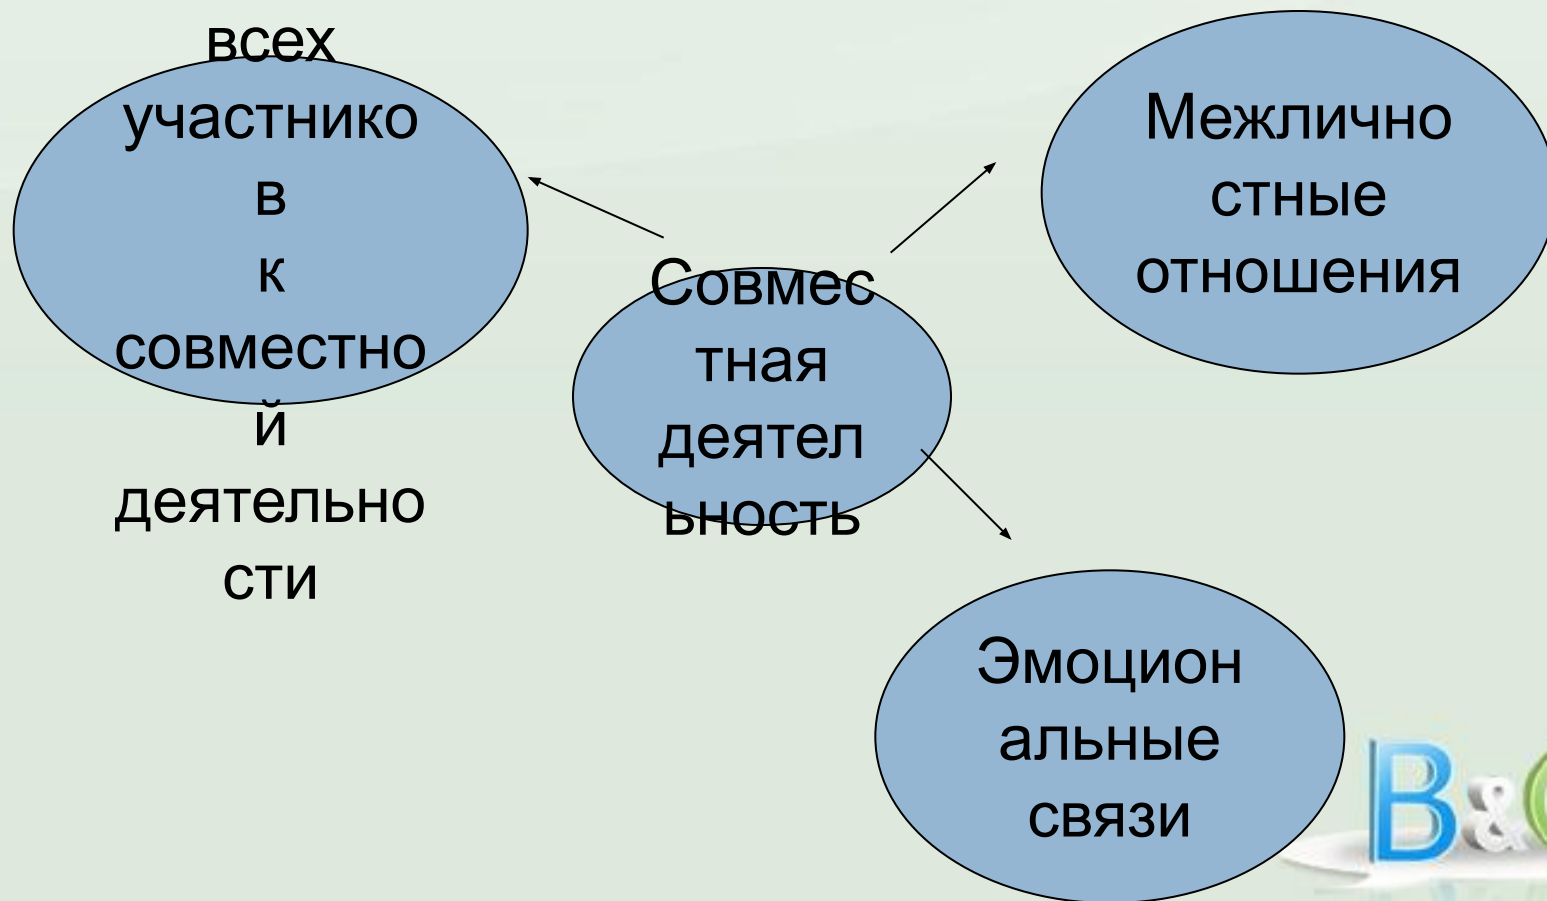 всех
участнико
в
к
совместно
й
деятельно
сти
Межлично
стные
отношения
Совмес
тная
деятел
ьность
Эмоцион
альные
связи
B&